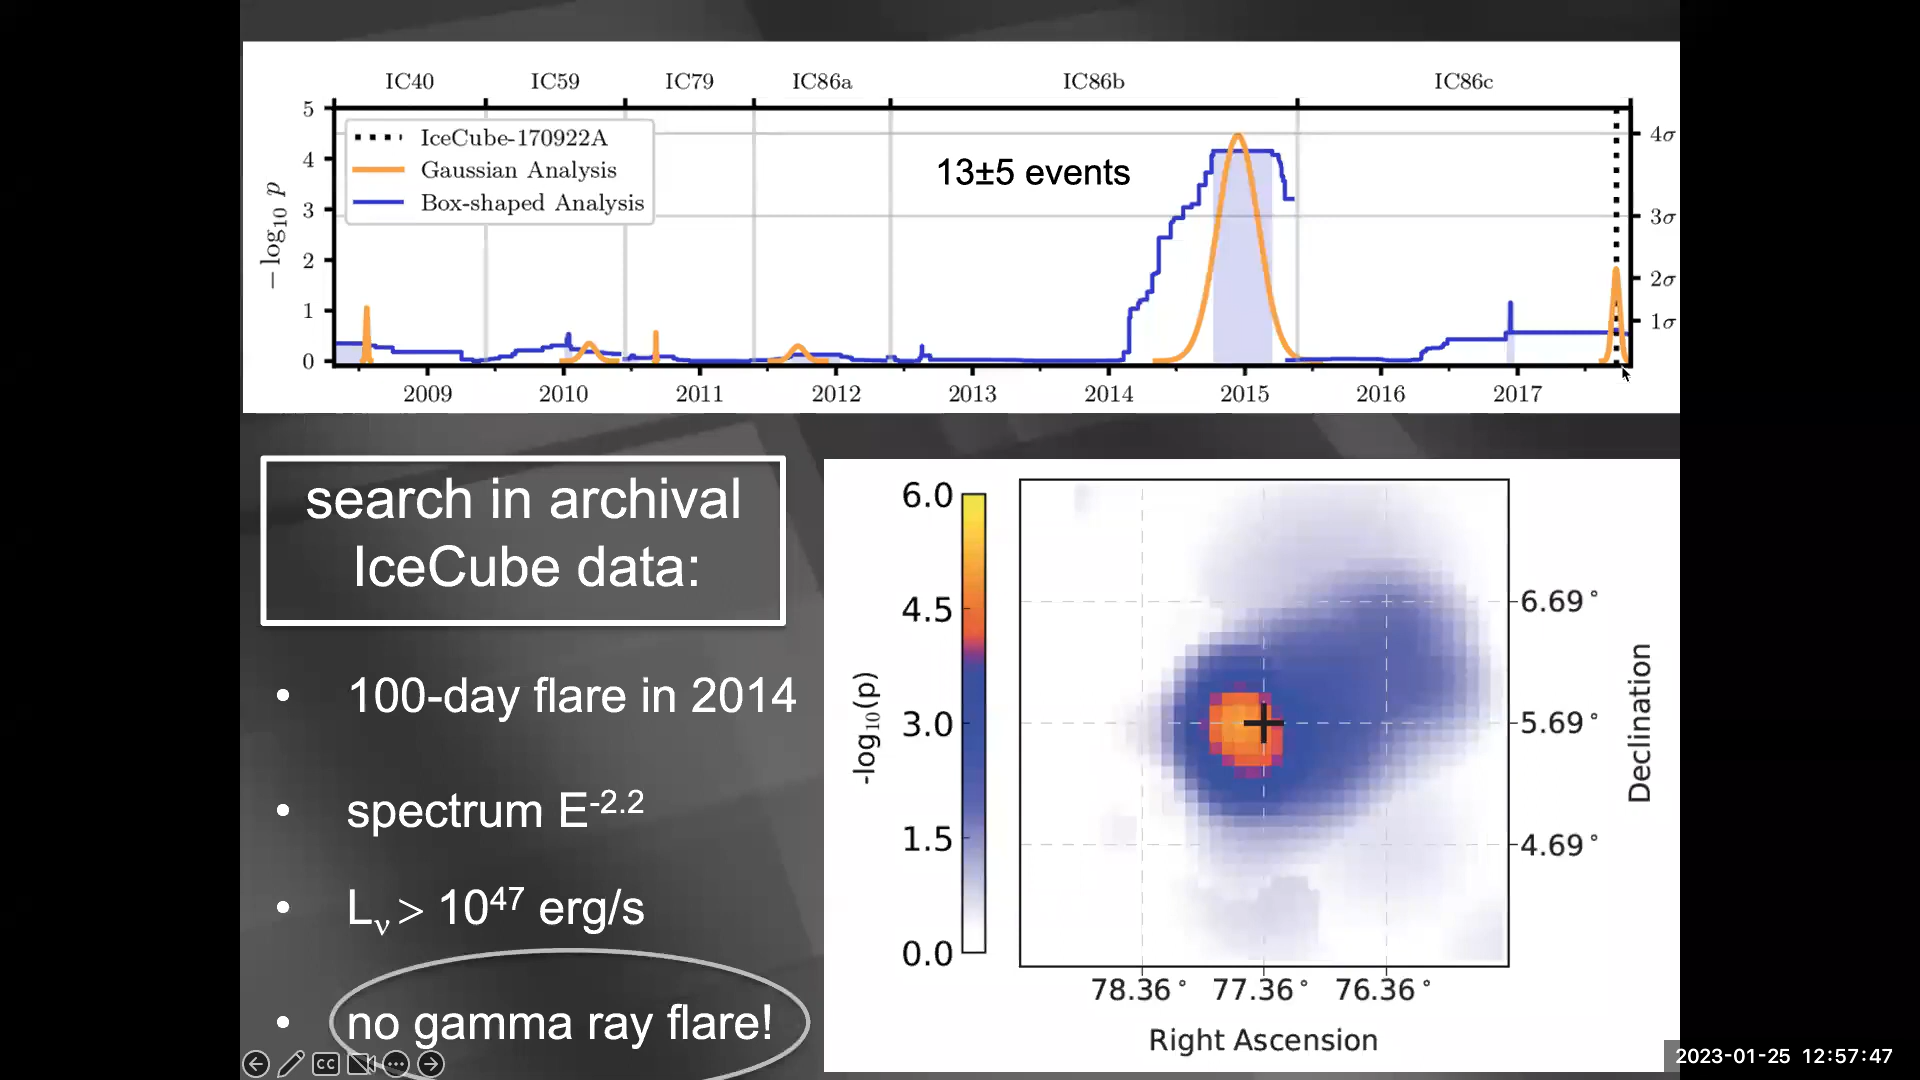 IC40 IC59 IC79 IC86a IC86b IC86c
IceCube-170922A
Gaussian Analysis
Box-shaped Analysis
13±5 events
−log₁₀ p
5
4
3
2
1
0
4σ
3σ
2σ
1σ
2009 2010 2011 2012 2013 2014 2015 2016 2017
search in archival
IceCube data:
• 100-day flare in 2014
• spectrum E⁻²·²
• Lᵥ > 10⁴⁷ erg/s
• no gamma ray flare!
CC
-log₁₀(p)
6.0
4.5
3.0
1.5
0.0
6.69°
5.69°
4.69°
Declination
78.36° 77.36° 76.36°
Right Ascension
2023-01-25 12:57:47